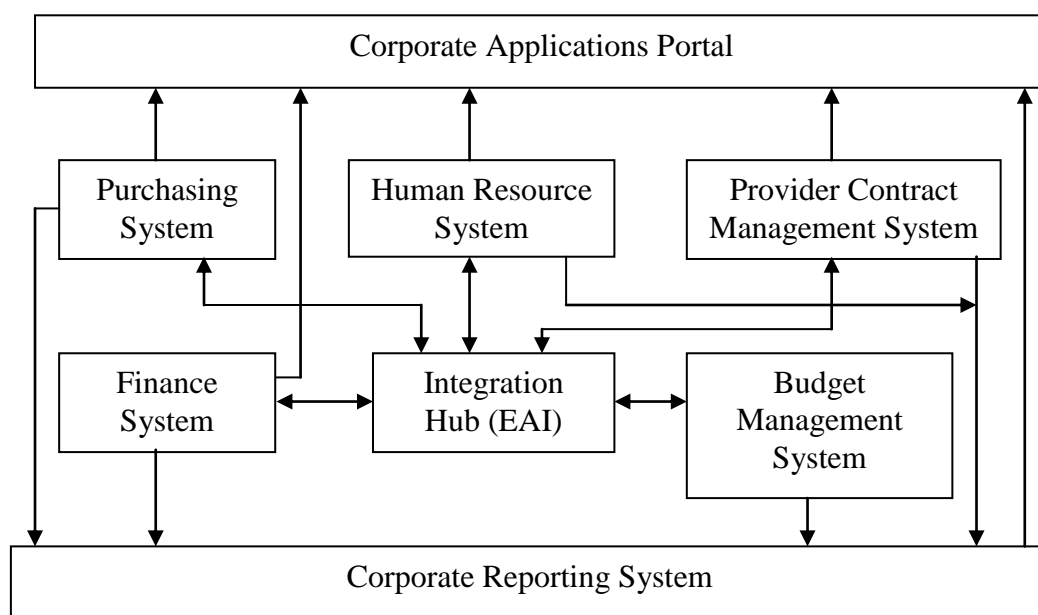 Corporate Applications Portal
Purchasing
System
Human Resource
System
Provider Contract
Management System
Finance
System
Integration
Hub (EAI)
Budget
Management
System
Corporate Reporting System